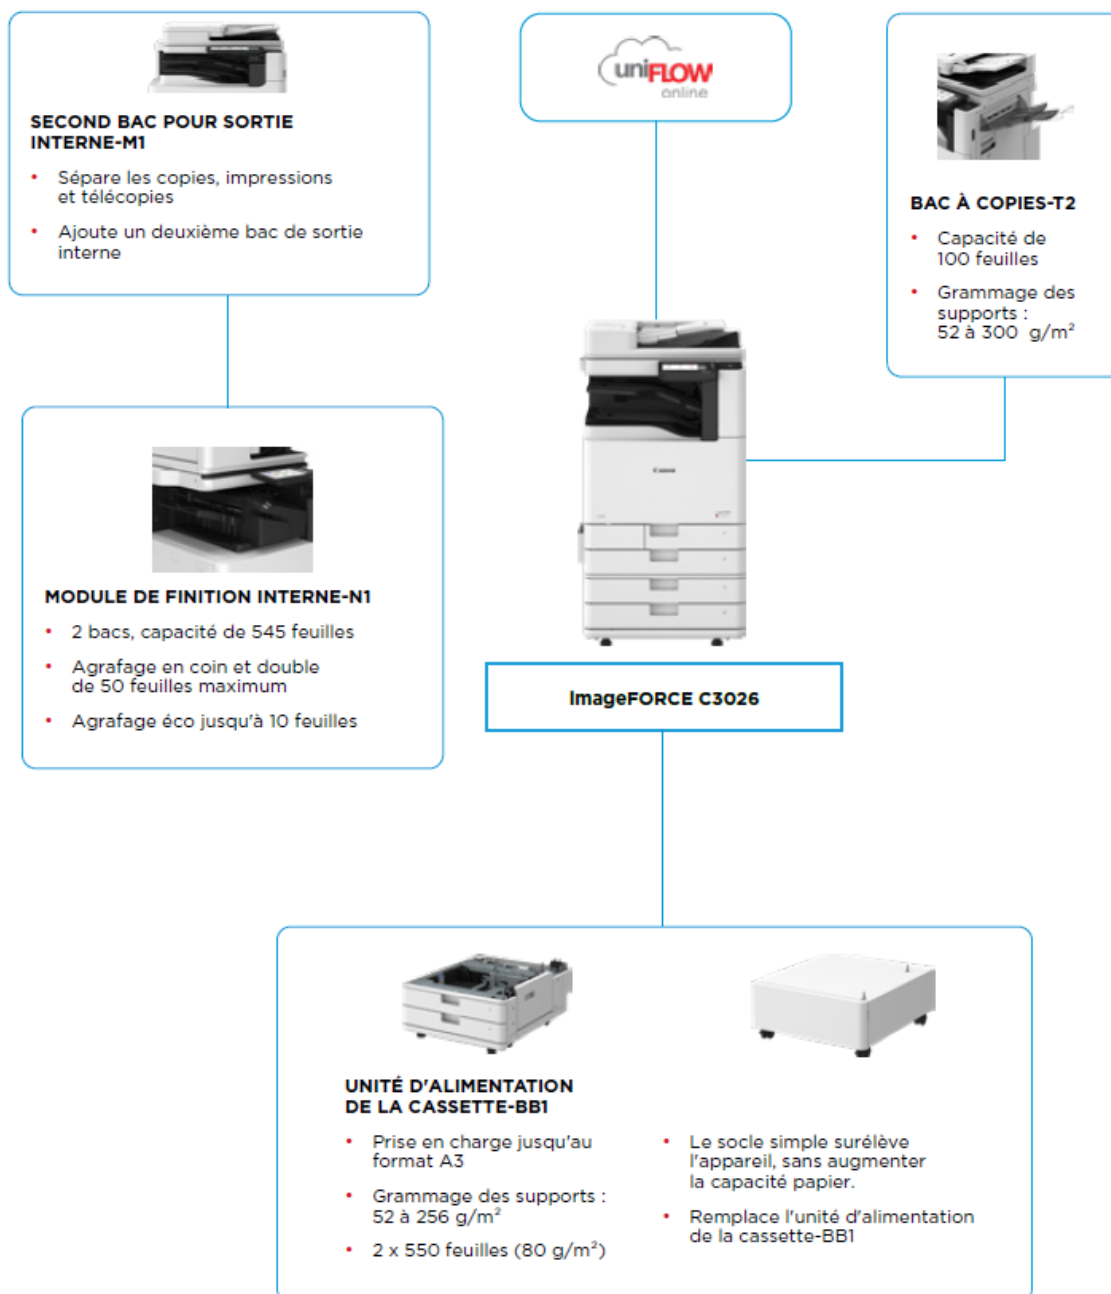 SECOND BAC POUR SORTIE
INTERNE-M1
• Sépare les copies, impressions
et télécopies
• Ajoute un deuxième bac de sortie
interne
uniFLOW
online
BAC À COPIES-T2
• Capacité de
100 feuilles
• Grammage des
supports :
52 à 300 g/m²
MODULE DE FINITION INTERNE-N1
• 2 bacs, capacité de 545 feuilles
• Agrafage en coin et double
de 50 feuilles maximum
• Agrafage éco jusqu'à 10 feuilles
Canon
imageFORCE C3026
UNITÉ D'ALIMENTATION
DE LA CASSETTE-BB1
• Prise en charge jusqu'au
format A3
• Grammage des supports :
52 à 256 g/m²
• 2 x 550 feuilles (80 g/m²)
• Le socle simple surélève
l'appareil, sans augmenter
la capacité papier.
• Remplace l'unité d'alimentation
de la cassette-BB1